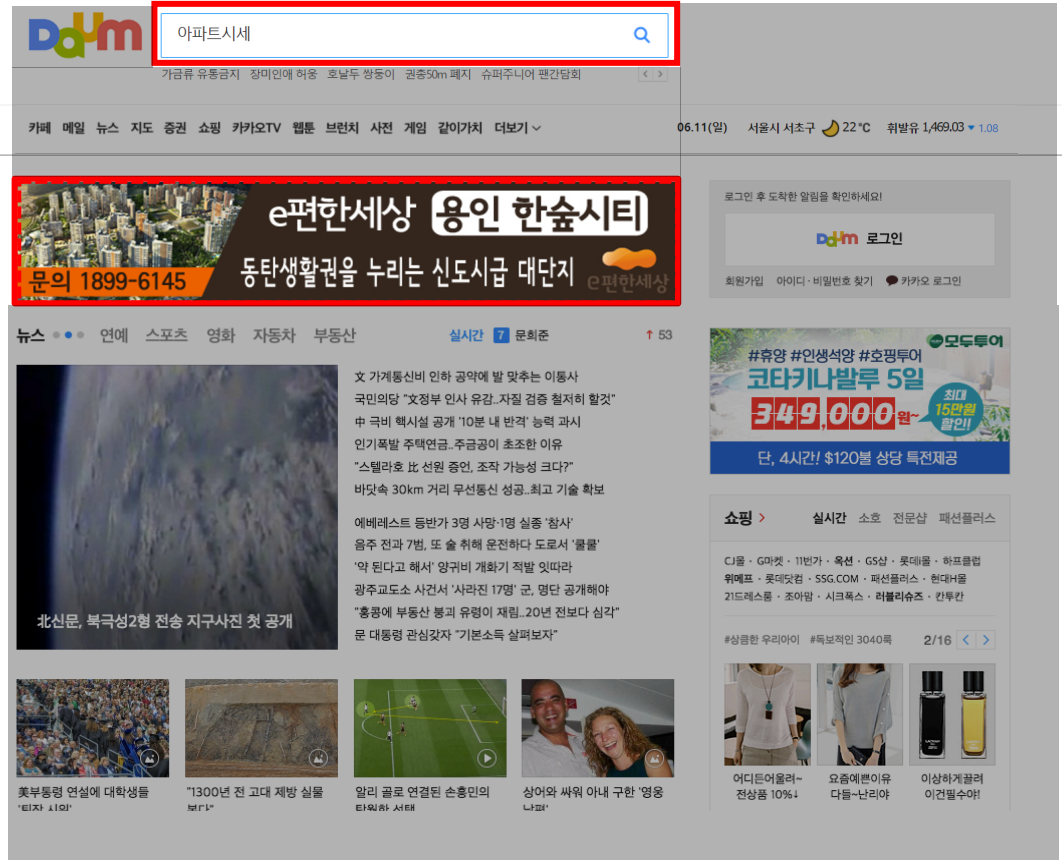 Daum
아파트시세
가금류 유통금지 장미인애 허웅 호날두 쌍둥이 권총50m 폐지 슈퍼주니어 팬간담회
카페 메일 뉴스 지도 증권 쇼핑 카카오TV 웹툰 브런치 사전 게임 같이가치 더보기
06.11(일) 서울시 서초구 22℃ 휘발유 1,469.03 ▼ 1.08
e편한세상 용인 한숲시티
동탄생활권을 누리는 신도시급 대단지
문의 1899-6145
e편한세상
로그인 후 도착한 알림을 확인하세요!
Daum 로그인
회원가입 아이디 · 비밀번호 찾기 카카오 로그인
뉴스 연예 스포츠 영화 자동차 부동산
실시간 7 문희준 ↑ 53
文 가계통신비 인하 공약에 발 맞추는 이통사
국민의당 "文정부 인사 유감..자질 검증 철저히 할것"
中 극비 핵시설 공개 '10분 내 반격' 능력 과시
인기폭발 주택연금..주금공이 초조한 이유
"스텔라호 比 선원 증언, 조작 가능성 크다?"
바닷속 30km 거리 무선통신 성공..최고 기술 확보
에베레스트 등반가 3명 사망·1명 실종 '참사'
음주 전과 7범, 또 술 취해 운전하다 도로서 '쿨쿨'
'약 된다고 해서' 양귀비 개화기 적발 잇따라
광주교도소 사건서 '사라진 17명' 군, 명단 공개해야
"홍콩에 부동산 붕괴 유령이 재림..20년 전보다 심각"
문 대통령 관심갖자 "기본소득 살펴보자"
北신문, 북극성2형 전송 지구사진 첫 공개
美부통령 연설에 대학생들
'퇴장 시위'
"1300년 전 고대 제방 실물
보다"
알리 골로 연결된 손흥민의
탁월한 선택
상어와 싸워 아내 구한 '영웅
남편'
모두투어
#휴양 #인생석양 #호핑투어
코타키나발루 5일
349,000원~
최대
15만원
할인!
단, 4시간! $120불 상당 특전제공
쇼핑 > 실시간 소호 전문샵 패션플러스
CJ몰 · G마켓 · 11번가 · 옥션 · GS샵 · 롯데i몰 · 하프클럽
위메프 · 롯데닷컴 · SSG.COM · 패션플러스 · 현대H몰
21드레스룸 · 조아맘 · 시크폭스 · 러블리슈즈 · 칸투칸
#상큼한 우리아이 #독보적인 3040룩 2/16
어디든어울려~
전상품 10%↓
요즘예쁜이유
다들~난리야
이상하게끌려
이건필수야!